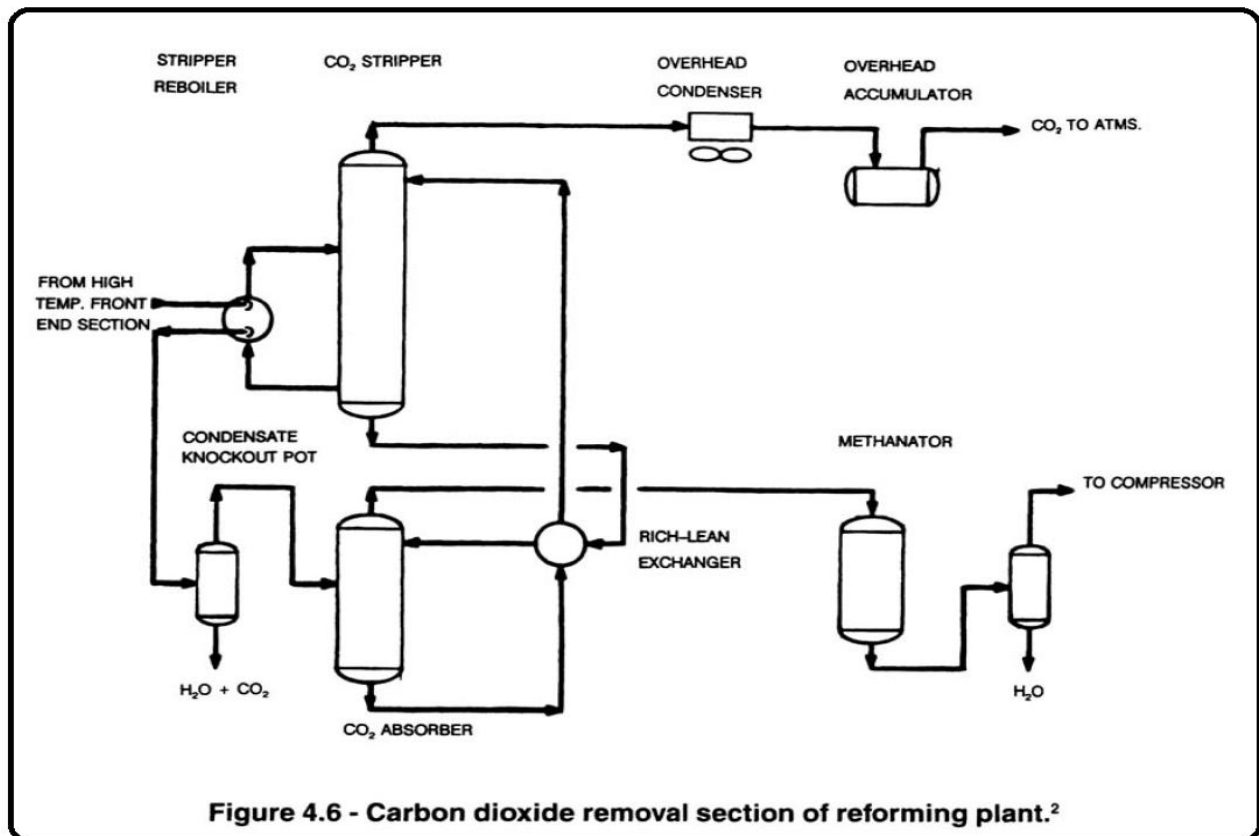 STRIPPER
REBOILER
CO₂ STRIPPER
OVERHEAD
CONDENSER
OVERHEAD
ACCUMULATOR
CO₂ TO ATMS.
FROM HIGH
TEMP. FRONT
END SECTION
CONDENSATE
KNOCKOUT POT
METHANATOR
TO COMPRESSOR
RICH–LEAN
EXCHANGER
H₂O + CO₂
CO₂ ABSORBER
H₂O
Figure 4.6 - Carbon dioxide removal section of reforming plant.²